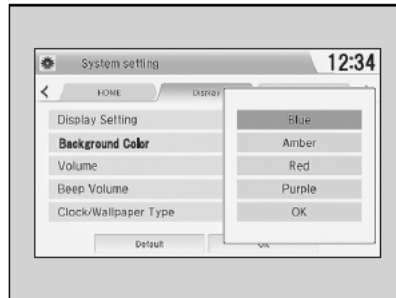 System setting 12:34
HOME Display
Display Setting
Background Color
Volume
Beep Volume
Clock/Wallpaper Type
Default
Blue
Amber
Red
Purple
OK